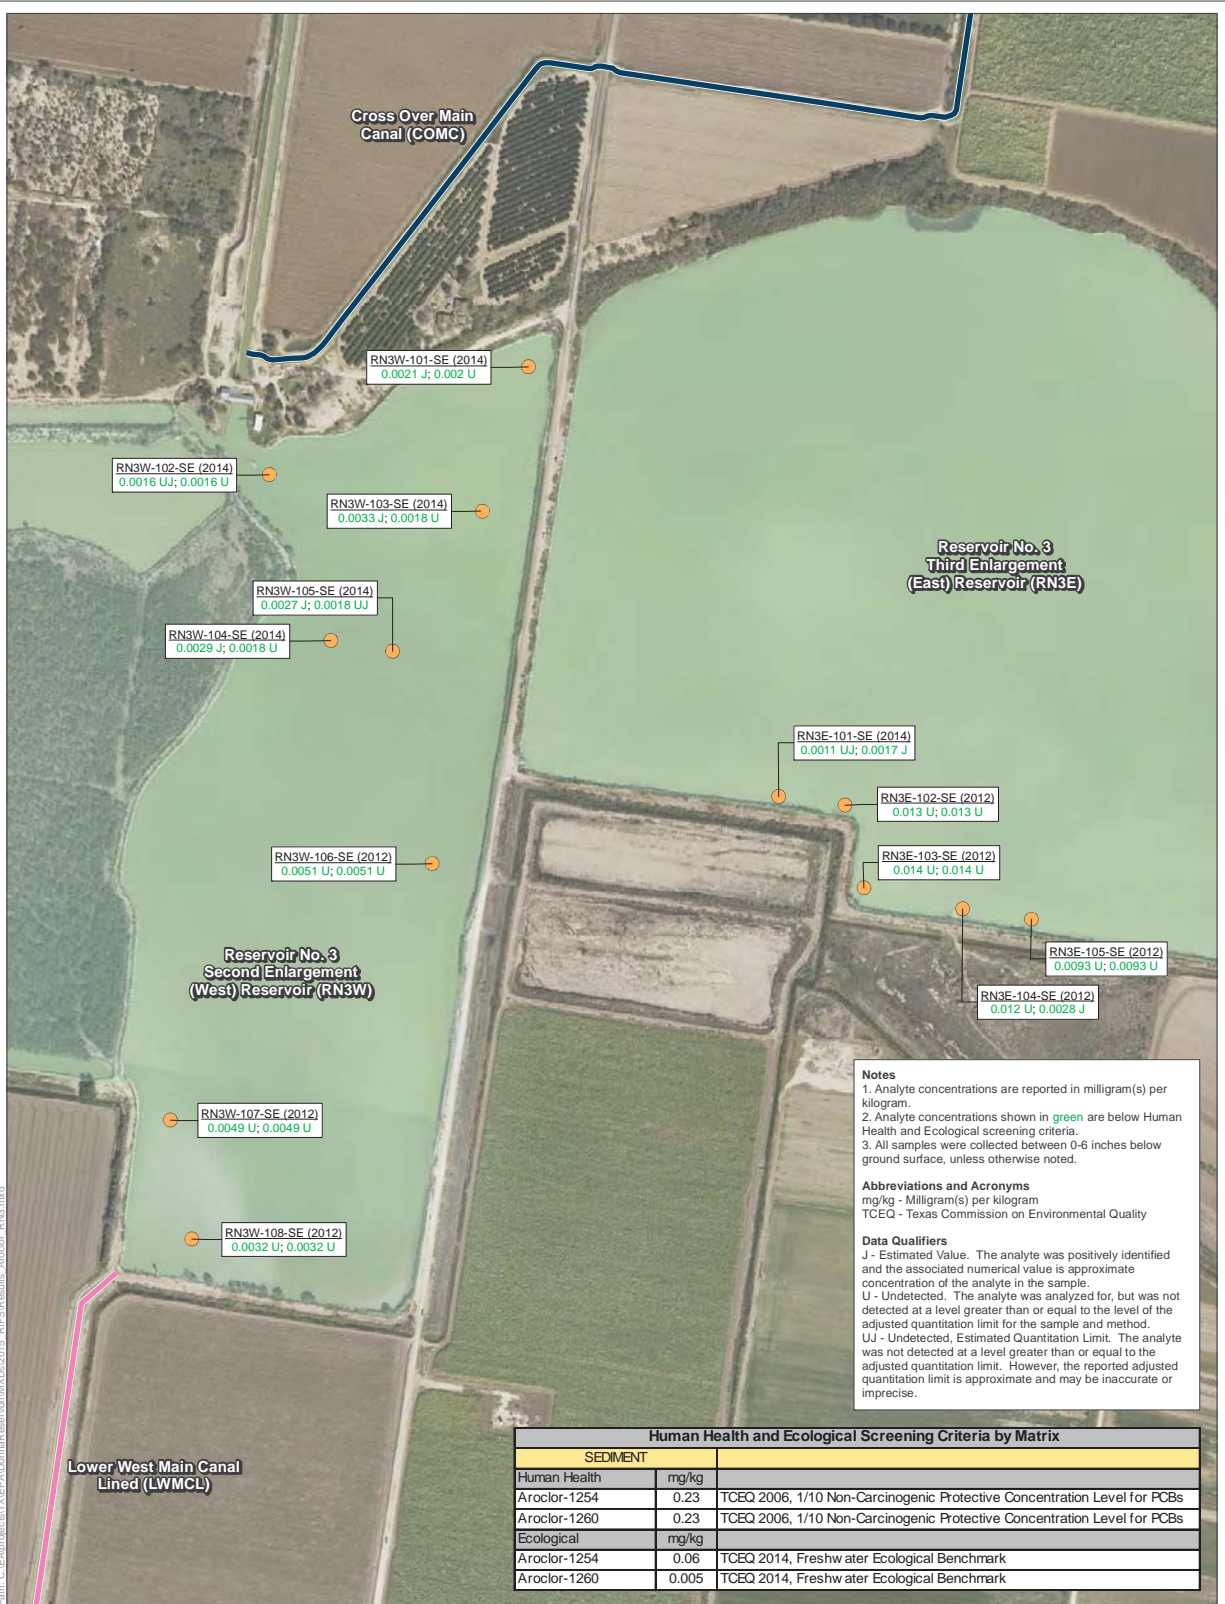 Cross Over Main
Canal (COMC)
RN3W-101-SE (2014)
0.0021 J; 0.002 U
RN3W-102-SE (2014)
0.0016 UJ; 0.0016 U
RN3W-103-SE (2014)
0.0033 J; 0.0018 U
Reservoir No. 3
Third Enlargement
(East) Reservoir (RN3E)
RN3W-105-SE (2014)
0.0027 J; 0.0018 UJ
RN3W-104-SE (2014)
0.0029 J; 0.0018 U
RN3E-101-SE (2014)
0.0011 UJ; 0.0017 J
RN3E-102-SE (2012)
0.013 U; 0.013 U
RN3W-106-SE (2012)
0.0051 U; 0.0051 U
RN3E-103-SE (2012)
0.014 U; 0.014 U
Reservoir No. 3
Second Enlargement
(West) Reservoir (RN3W)
RN3E-105-SE (2012)
0.0093 U; 0.0093 U
RN3E-104-SE (2012)
0.012 U; 0.0028 J
RN3W-107-SE (2012)
0.0049 U; 0.0049 U
RN3W-108-SE (2012)
0.0032 U; 0.0032 U
Notes
1. Analyte concentrations are reported in milligram(s) per
kilogram.
2. Analyte concentrations shown in green are below Human
Health and Ecological screening criteria.
3. All samples were collected between 0-6 inches below
ground surface, unless otherwise noted.
Abbreviations and Acronyms
mg/kg - Milligram(s) per kilogram
TCEQ - Texas Commission on Environmental Quality
Data Qualifiers
J - Estimated Value. The analyte was positively identified
and the associated numerical value is approximate
concentration of the analyte in the sample.
U - Undetected. The analyte was analyzed for, but was not
detected at a level greater than or equal to the level of the
adjusted quantitation limit for the sample and method.
UJ - Undetected, Estimated Quantitation Limit. The analyte
was not detected at a level greater than or equal to the
adjusted quantitation limit. However, the reported adjusted
quantitation limit is approximate and may be inaccurate or
imprecise.
Lower West Main Canal
Lined (LWMCL)
Human Health and Ecological Screening Criteria by Matrix
SEDIMENT
Human Health mg/kg
Aroclor-1254 0.23 TCEQ 2006, 1/10 Non-Carcinogenic Protective Concentration Level for PCBs
Aroclor-1260 0.23 TCEQ 2006, 1/10 Non-Carcinogenic Protective Concentration Level for PCBs
Ecological mg/kg
Aroclor-1254 0.06 TCEQ 2014, Freshwater Ecological Benchmark
Aroclor-1260 0.005 TCEQ 2014, Freshwater Ecological Benchmark